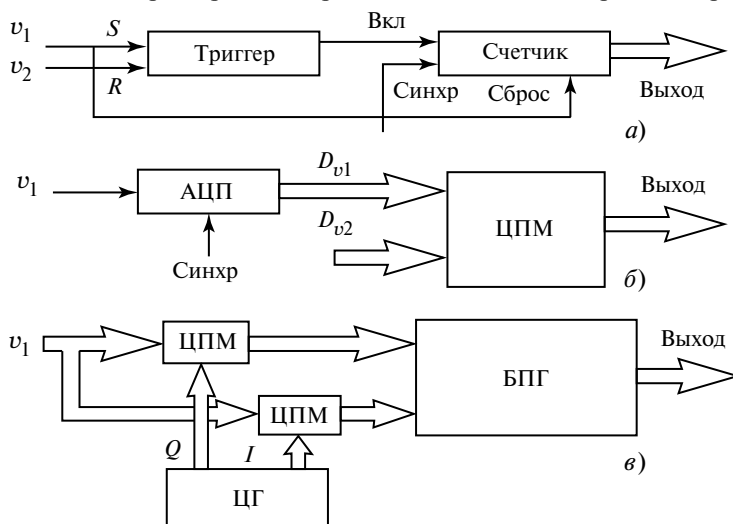 v1 S Триггер Вкл Счетчик
v2 R Синхр Сброс Выход
а)
v1 АЦП Dv1 ЦПМ Выход
Dv2
Синхр
б)
v1 ЦПМ БПГ Выход
ЦПМ
Q I
ЦГ
в)